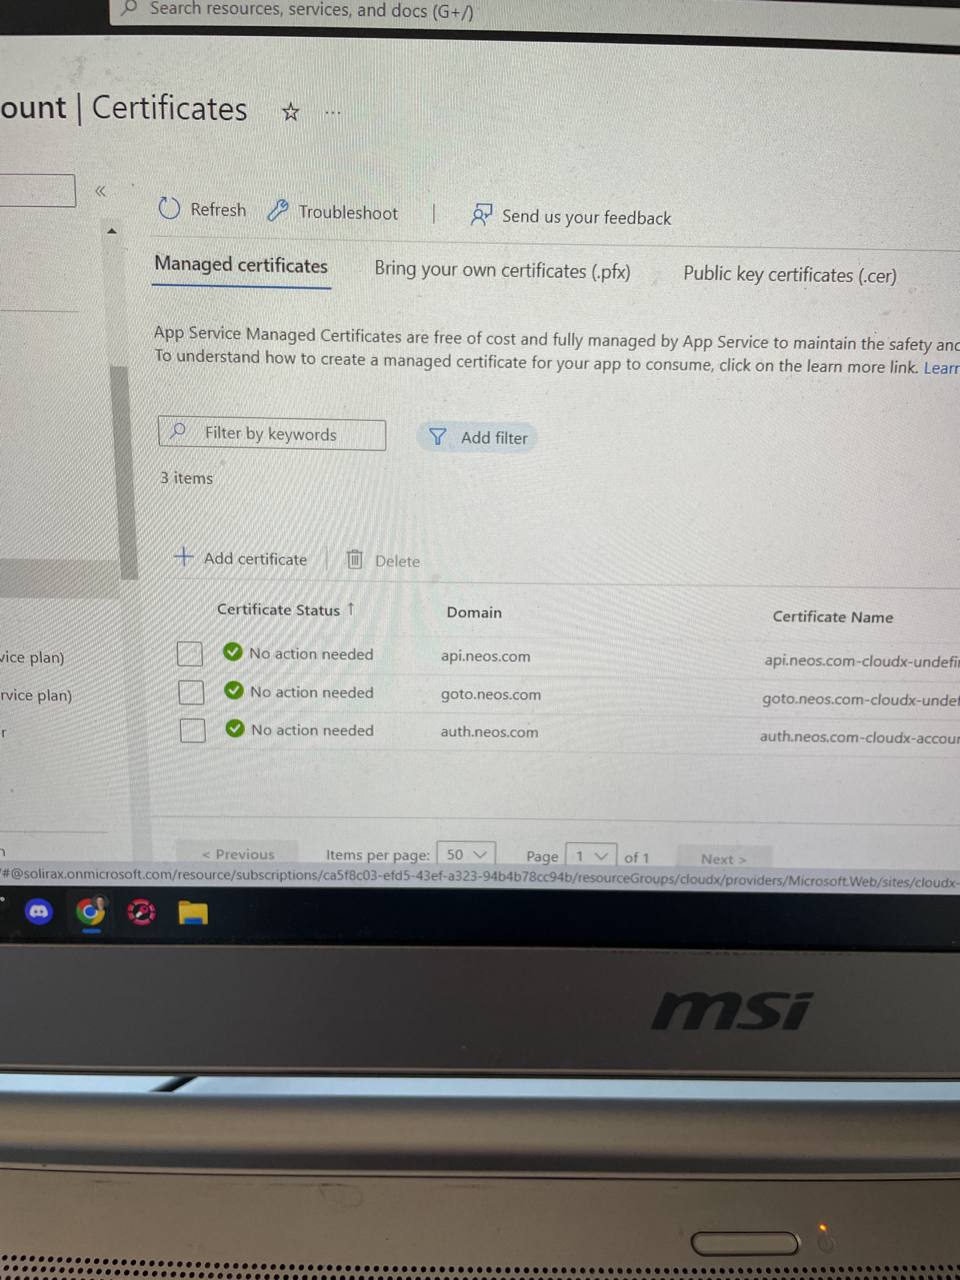 Search resources, services, and docs (G+/)
ount | Certificates
Refresh Troubleshoot | Send us your feedback
Managed certificates Bring your own certificates (.pfx) Public key certificates (.cer)
App Service Managed Certificates are free of cost and fully managed by App Service to maintain the safety and
To understand how to create a managed certificate for your app to consume, click on the learn more link. Learn
Filter by keywords Add filter
3 items
Add certificate Delete
Certificate Status ↑ Domain Certificate Name
vice plan) No action needed api.neos.com api.neos.com-cloudx-undefi
rvice plan) No action needed goto.neos.com goto.neos.com-cloudx-undef
r No action needed auth.neos.com auth.neos.com-cloudx-accour
< Previous Items per page: 50 Page 1 of 1 Next >
/#@solirax.onmicrosoft.com/resource/subscriptions/ca5f8c03-efd5-43ef-a323-94b4b78cc94b/resourceGroups/cloudx/providers/Microsoft.Web/sites/cloudx-
msi